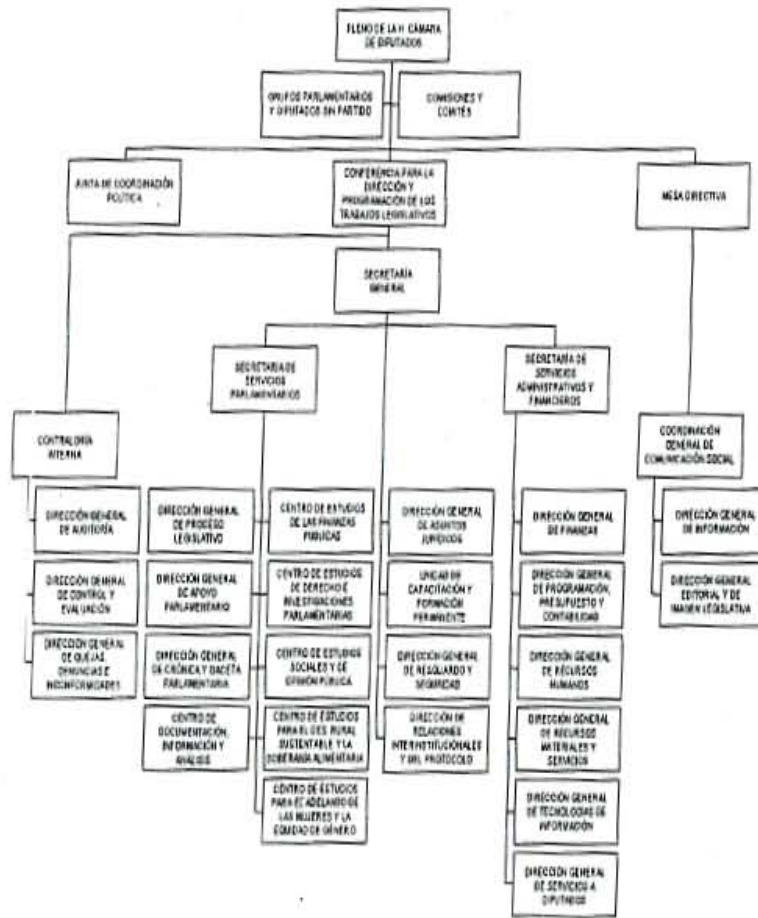 PLENO DE LA H. CÁMARA
DE DIPUTADOS
GRUPOS PARLAMENTARIOS
Y DIPUTADOS SIN PARTIDO
COMISIONES Y
COMITÉS
JUNTA DE COORDINACIÓN
POLÍTICA
CONFERENCIA PARA LA
DIRECCIÓN Y
PROGRAMACIÓN DE LOS
TRABAJOS LEGISLATIVOS
MESA DIRECTIVA
SECRETARÍA
GENERAL
SECRETARÍA DE
SERVICIOS
PARLAMENTARIOS
SECRETARÍA DE
SERVICIOS
ADMINISTRATIVOS Y
FINANCIEROS
CONTRALORÍA
INTERNA
COORDINACIÓN
GENERAL DE
COMUNICACIÓN SOCIAL
DIRECCIÓN GENERAL
DE AUDITORÍA
DIRECCIÓN GENERAL
DE CONTROL Y
EVALUACIÓN
DIRECCIÓN GENERAL
DE QUEJAS,
DENUNCIAS E
INCONFORMIDADES
DIRECCIÓN GENERAL
DE PROCESO
LEGISLATIVO
DIRECCIÓN GENERAL
DE APOYO
PARLAMENTARIO
DIRECCIÓN GENERAL
DE CRÓNICA Y GACETA
PARLAMENTARIA
CENTRO DE
DOCUMENTACIÓN,
INFORMACIÓN Y
ANÁLISIS
CENTRO DE ESTUDIOS
DE LAS FINANZAS
PÚBLICAS
CENTRO DE ESTUDIOS
DE DERECHO E
INVESTIGACIONES
PARLAMENTARIAS
CENTRO DE ESTUDIOS
SOCIALES Y DE
OPINIÓN PÚBLICA
CENTRO DE ESTUDIOS
PARA EL DES. RURAL
SUSTENTABLE Y LA
SOBERANÍA ALIMENTARIA
CENTRO DE ESTUDIOS
PARA EL ADELANTO DE
LAS MUJERES Y LA
EQUIDAD DE GÉNERO
DIRECCIÓN GENERAL
DE ASUNTOS
JURÍDICOS
UNIDAD DE
CAPACITACIÓN Y
FORMACIÓN
PERMANENTE
DIRECCIÓN GENERAL
DE RESGUARDO Y
SEGURIDAD
DIRECCIÓN DE
RELACIONES
INTERINSTITUCIONALES
Y DEL PROTOCOLO
DIRECCIÓN GENERAL
DE FINANZAS
DIRECCIÓN GENERAL
DE PROGRAMACIÓN,
PRESUPUESTO Y
CONTABILIDAD
DIRECCIÓN GENERAL
DE RECURSOS
HUMANOS
DIRECCIÓN GENERAL
DE RECURSOS
MATERIALES Y
SERVICIOS
DIRECCIÓN GENERAL
DE TECNOLOGÍAS DE
INFORMACIÓN
DIRECCIÓN GENERAL
DE SERVICIOS A
DIPUTADOS
DIRECCIÓN GENERAL
DE INFORMACIÓN
DIRECCIÓN GENERAL
EDITORIAL Y DE
IMAGEN LEGISLATIVA